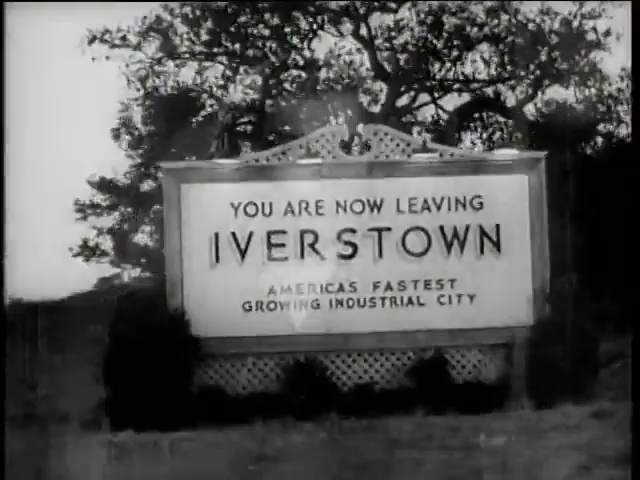 YOU ARE NOW LEAVING
IVERSTOWN
AMERICAS FASTEST
GROWING INDUSTRIAL CITY